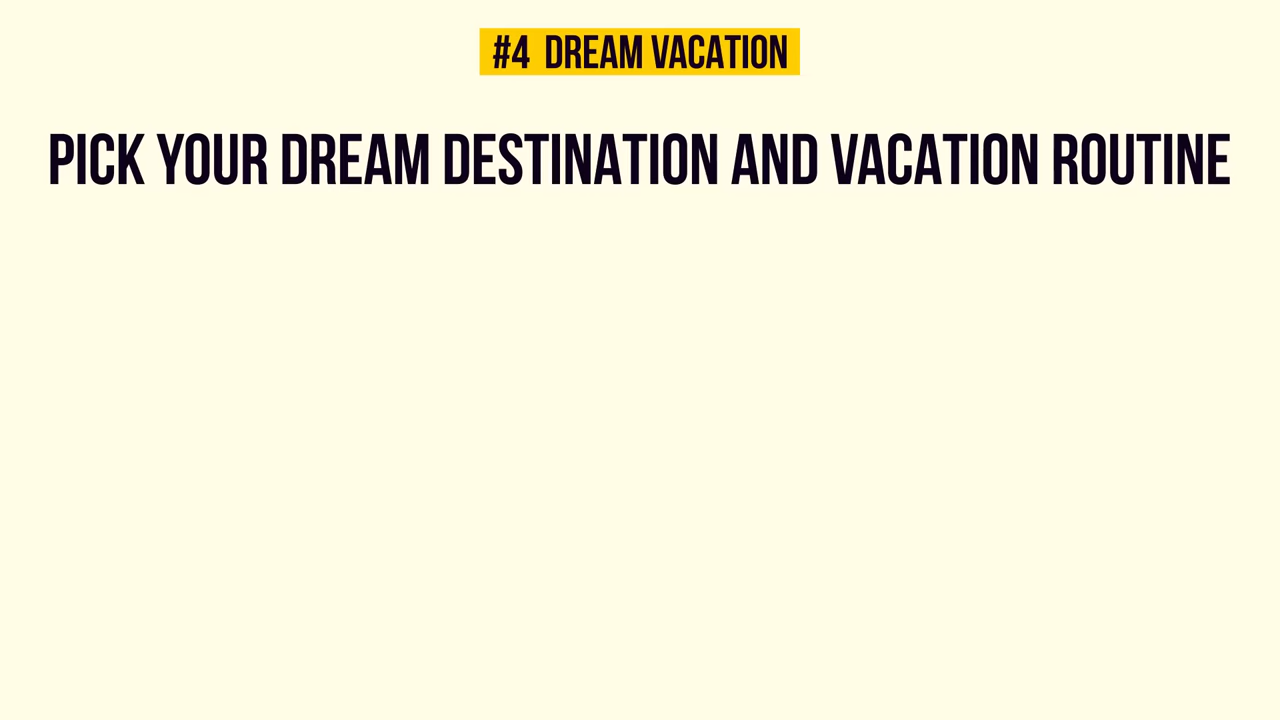 #4 DREAM VACATION
PICK YOUR DREAM DESTINATION AND VACATION ROUTINE